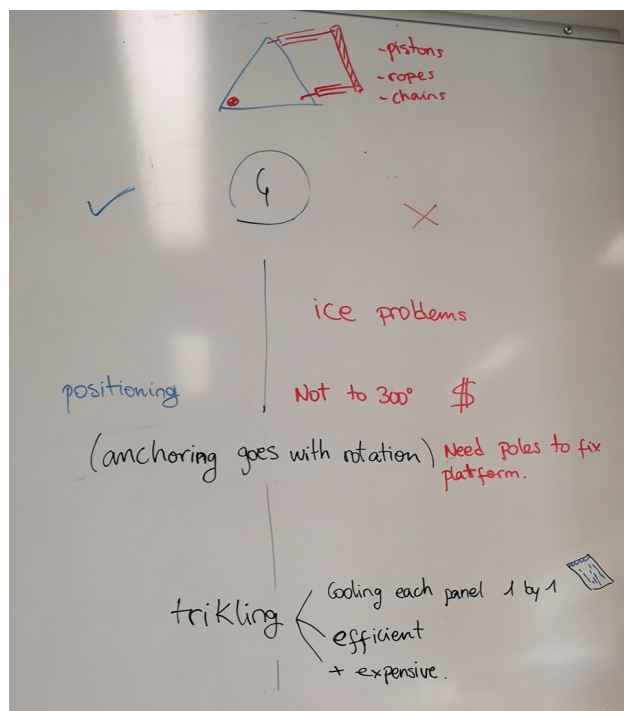 -pistons
-ropes
-chains
4
ice problems
positioning
Not to 300° $
(anchoring goes with rotation)
Need poles to fix
platform.
trikling
Cooling each panel 1 by 1
efficient
+ expensive.